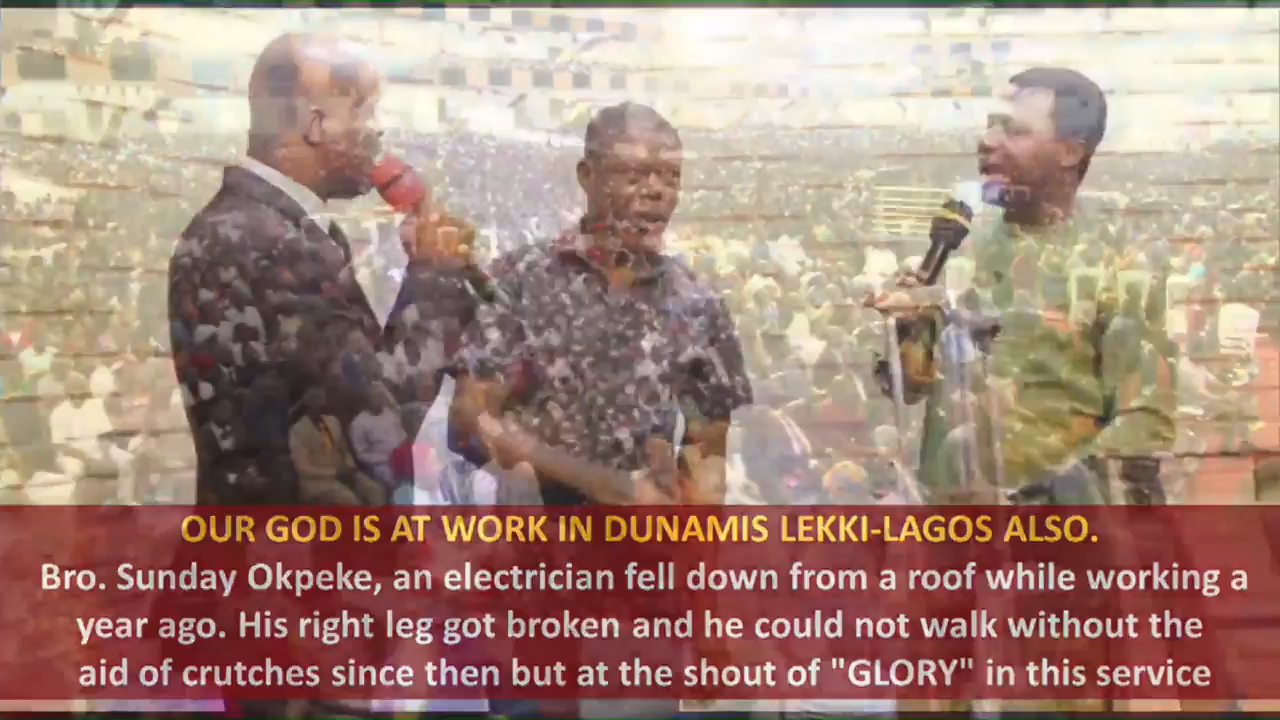 OUR GOD IS AT WORK IN DUNAMIS LEKKI-LAGOS ALSO.
Bro. Sunday Okpeke, an electrician fell down from a roof while working a
year ago. His right leg got broken and he could not walk without the
aid of crutches since then but at the shout of "GLORY" in this service